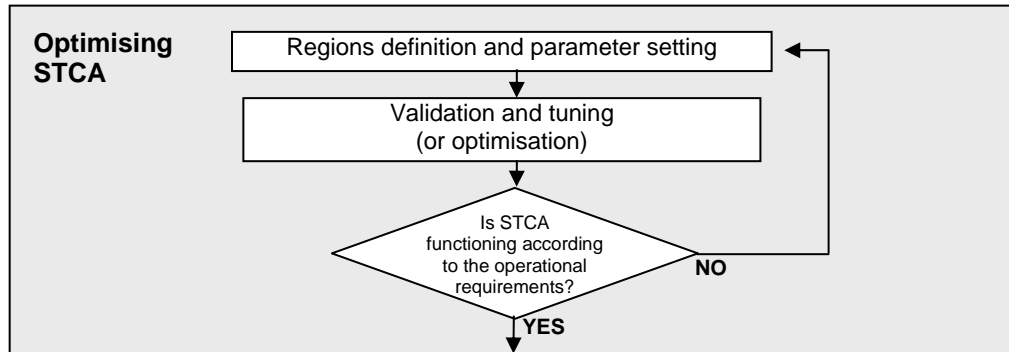 Optimising
STCA
Regions definition and parameter setting
Validation and tuning
(or optimisation)
Is STCA
functioning according
to the operational
requirements?
NO
YES